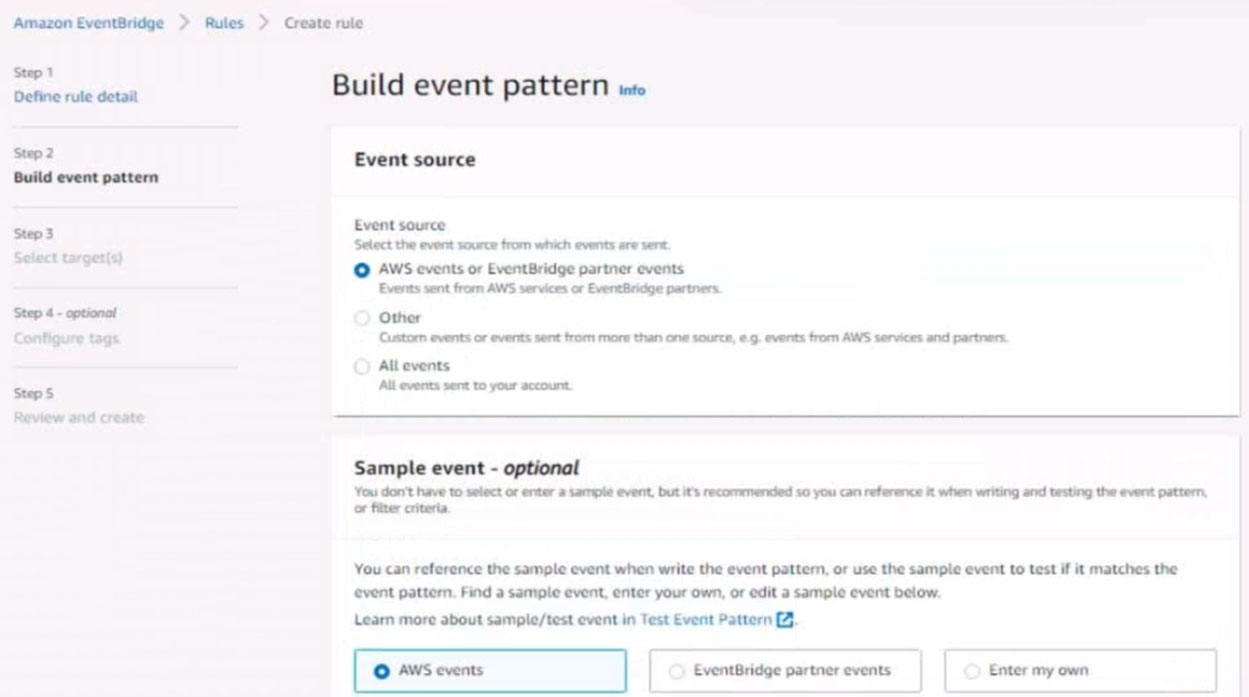 Amazon EventBridge > Rules > Create rule
Step 1
Define rule detail
Step 2
Build event pattern
Step 3
Select target(s)
Step 4 - optional
Configure tags
Step 5
Review and create
Build event pattern Info
Event source
Event source
Select the event source from which events are sent.
AWS events or EventBridge partner events
Events sent from AWS services or EventBridge partners.
Other
Custom events or events sent from more than one source, e.g. events from AWS services and partners.
All events
All events sent to your account.
Sample event - optional
You don't have to select or enter a sample event, but it's recommended so you can reference it when writing and testing the event pattern,
or filter criteria.
You can reference the sample event when write the event pattern, or use the sample event to test if it matches the
event pattern. Find a sample event, enter your own, or edit a sample event below.
Learn more about sample/test event in Test Event Pattern.
AWS events EventBridge partner events Enter my own